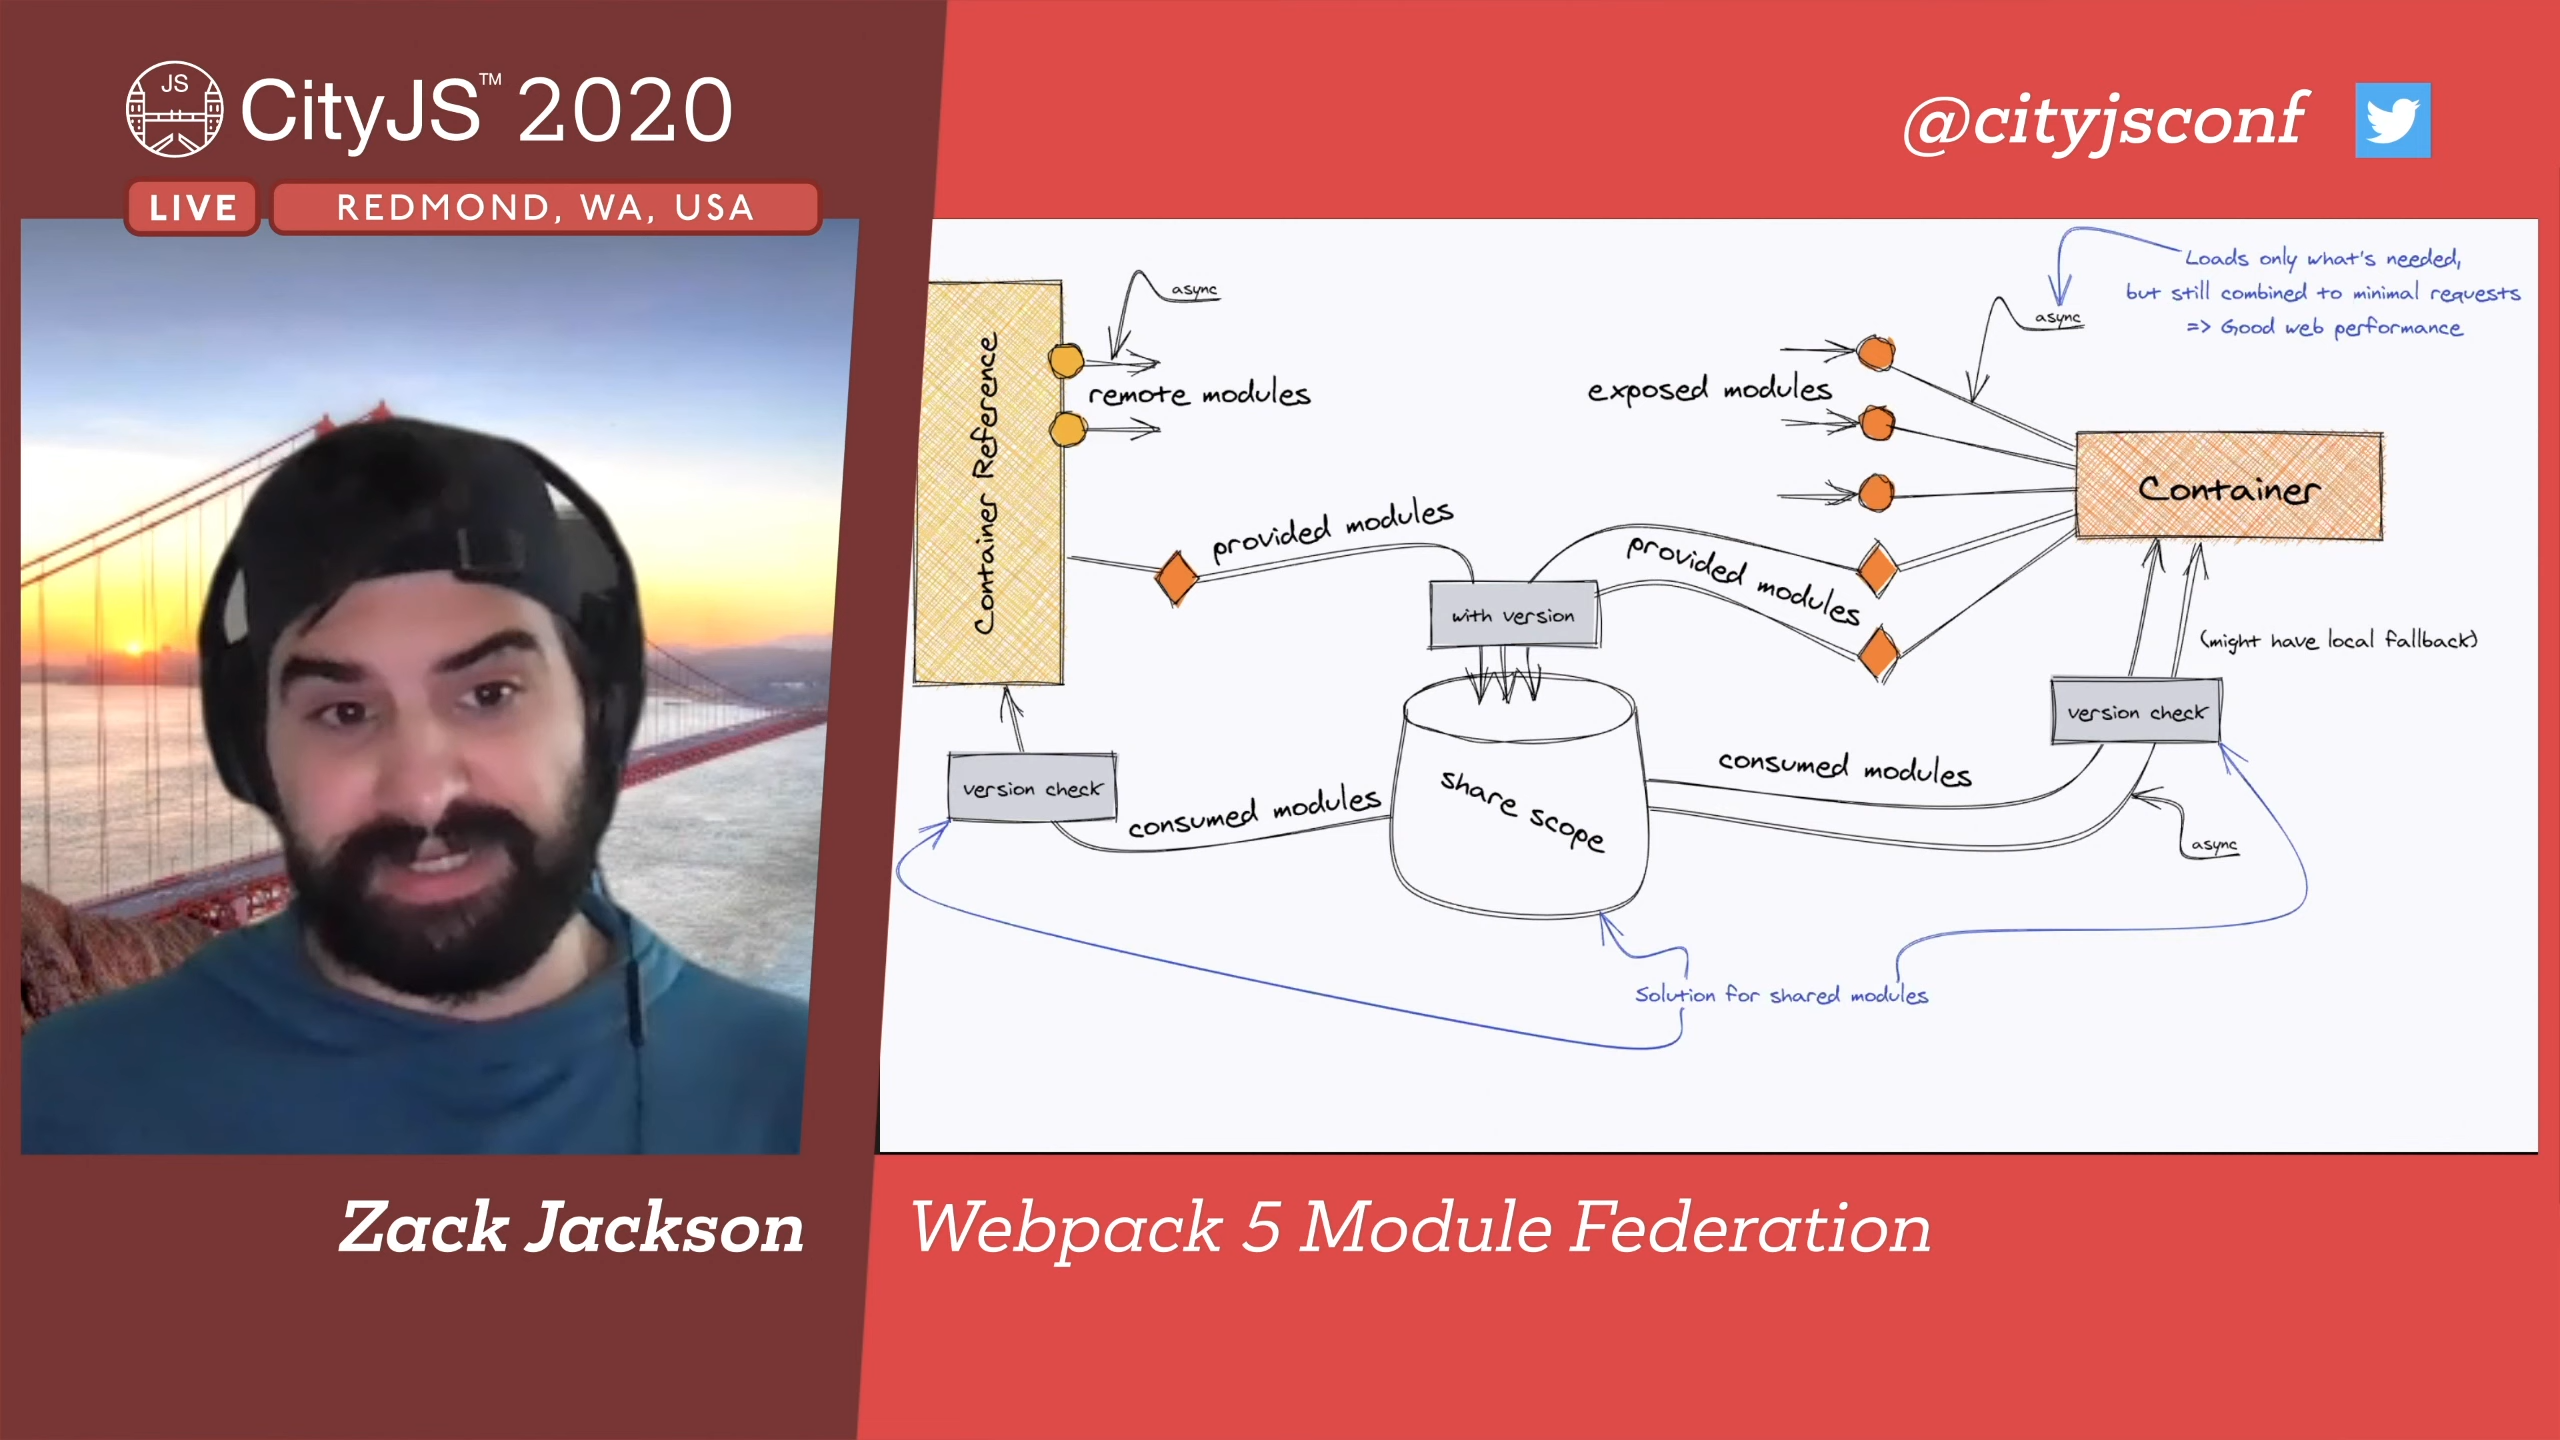 JS
CityJS™ 2020
@cityjsconf
LIVE
REDMOND, WA, USA
Container Reference
async
remote modules
provided modules
version check
consumed modules
with version
share scope
exposed modules
provided modules
consumed modules
Loads only what's needed,
but still combined to minimal requests
=> Good web performance
async
Container
(might have local fallback)
version check
async
Solution for shared modules
Zack Jackson
Webpack 5 Module Federation